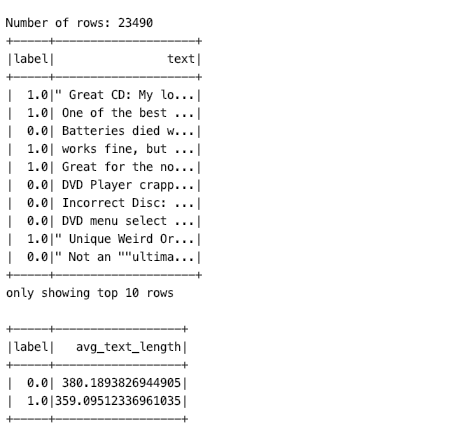 Number of rows: 23490
+-----+--------------------+
|label|                text|
+-----+--------------------+
|  1.0|" Great CD: My lo...|
|  1.0| One of the best ...|
|  0.0| Batteries died w...|
|  1.0| works fine, but ...|
|  1.0| Great for the no...|
|  0.0| DVD Player crapp...|
|  0.0| Incorrect Disc: ...|
|  0.0| DVD menu select ...|
|  1.0|" Unique Weird Or...|
|  0.0|" Not an ""ultima...|
+-----+--------------------+
only showing top 10 rows

+-----+------------------+
|label|   avg_text_length|
+-----+------------------+
|  0.0| 380.1893826944905|
|  1.0|359.09512336961035|
+-----+------------------+